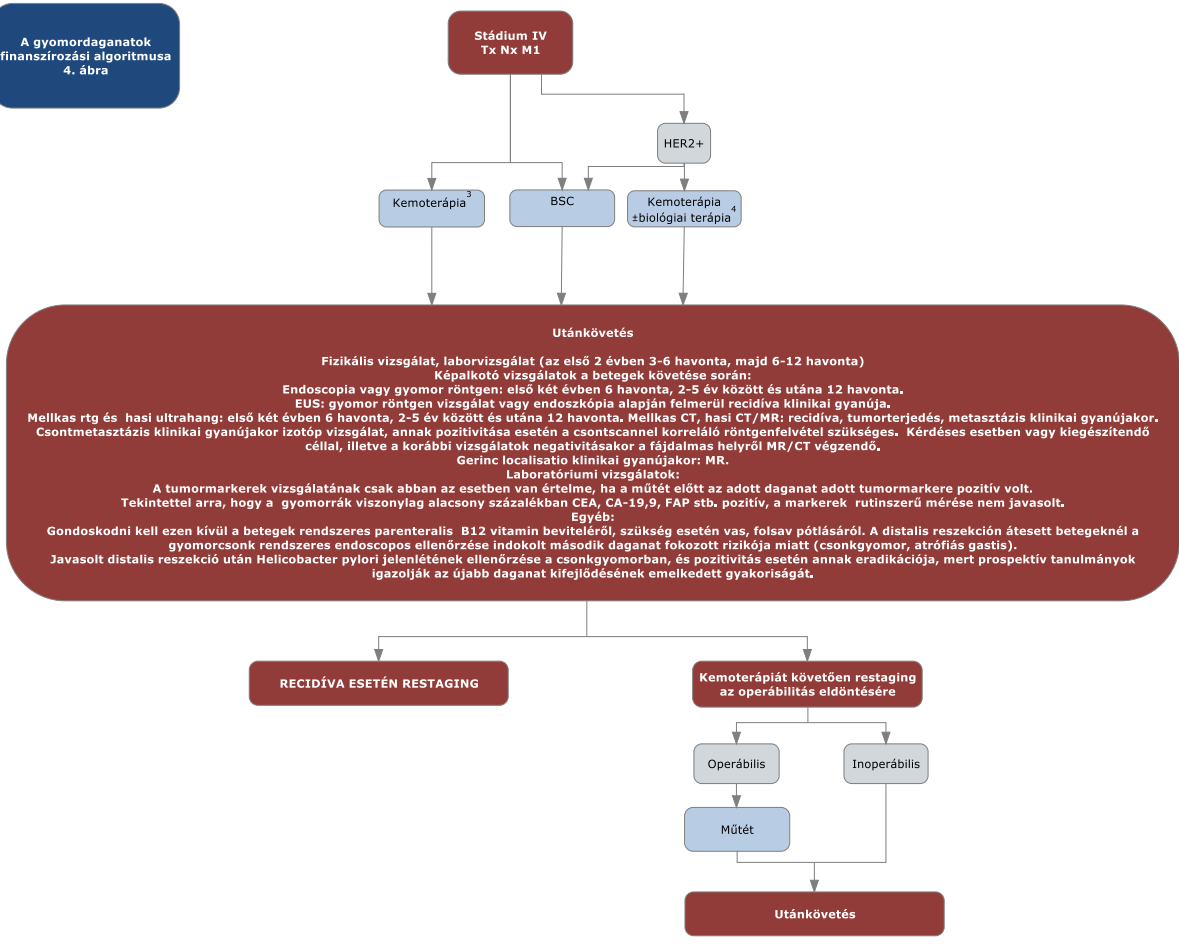 A gyomordaganatok
finanszírozási algoritmusa
4. ábra
Stádium IV
Tx Nx M1
HER2+
Kemoterápia 3
BSC
Kemoterápia
±biológiai terápia 4
Utánkövetés
Fizikális vizsgálat, laborvizsgálat (az első 2 évben 3-6 havonta, majd 6-12 havonta)
Képalkotó vizsgálatok a betegek követése során:
Endoscopia vagy gyomor röntgen: első két évben 6 havonta, 2-5 év között és utána 12 havonta.
EUS: gyomor röntgen vizsgálat vagy endoszkópia alapján felmerül recidíva klinikai gyanúja.
Mellkas rtg és hasi ultrahang: első két évben 6 havonta, 2-5 év között és utána 12 havonta. Mellkas CT, hasi CT/MR: recidíva, tumorterjedés, metasztázis klinikai gyanújakor.
Csontmetasztázis klinikai gyanújakor izotóp vizsgálat, annak pozitivitása esetén a csontscannel korreláló röntgenfelvétel szükséges. Kérdéses esetben vagy kiegészítendő
céllal, illetve a korábbi vizsgálatok negativitásakor a fájdalmas helyről MR/CT végzendő.
Gerinc localisatio klinikai gyanújakor: MR.
Laboratóriumi vizsgálatok:
A tumormarkerek vizsgálatának csak abban az esetben van értelme, ha a műtét előtt az adott daganat adott tumormarkere pozitív volt.
Tekintettel arra, hogy a gyomorrák viszonylag alacsony százalékban CEA, CA-19,9, FAP stb. pozitív, a markerek rutinszerű mérése nem javasolt.
Egyéb:
Gondoskodni kell ezen kívül a betegek rendszeres parenteralis B12 vitamin beviteléről, szükség esetén vas, folsav pótlásáról. A distalis reszekción átesett betegeknél a
gyomorcsonk rendszeres endoscopos ellenőrzése indokolt második daganat fokozott rizikója miatt (csonkgyomor, atrófiás gastis).
Javasolt distalis reszekció után Helicobacter pylori jelenlétének ellenőrzése a csonkgyomorban, és pozitivitás esetén annak eradikációja, mert prospektív tanulmányok
igazolják az újabb daganat kifejlődésének emelkedett gyakoriságát.
RECIDÍVA ESETÉN RESTAGING
Kemoterápiát követően restaging
az operábilitás eldöntésére
Operábilis
Inoperábilis
Műtét
Utánkövetés